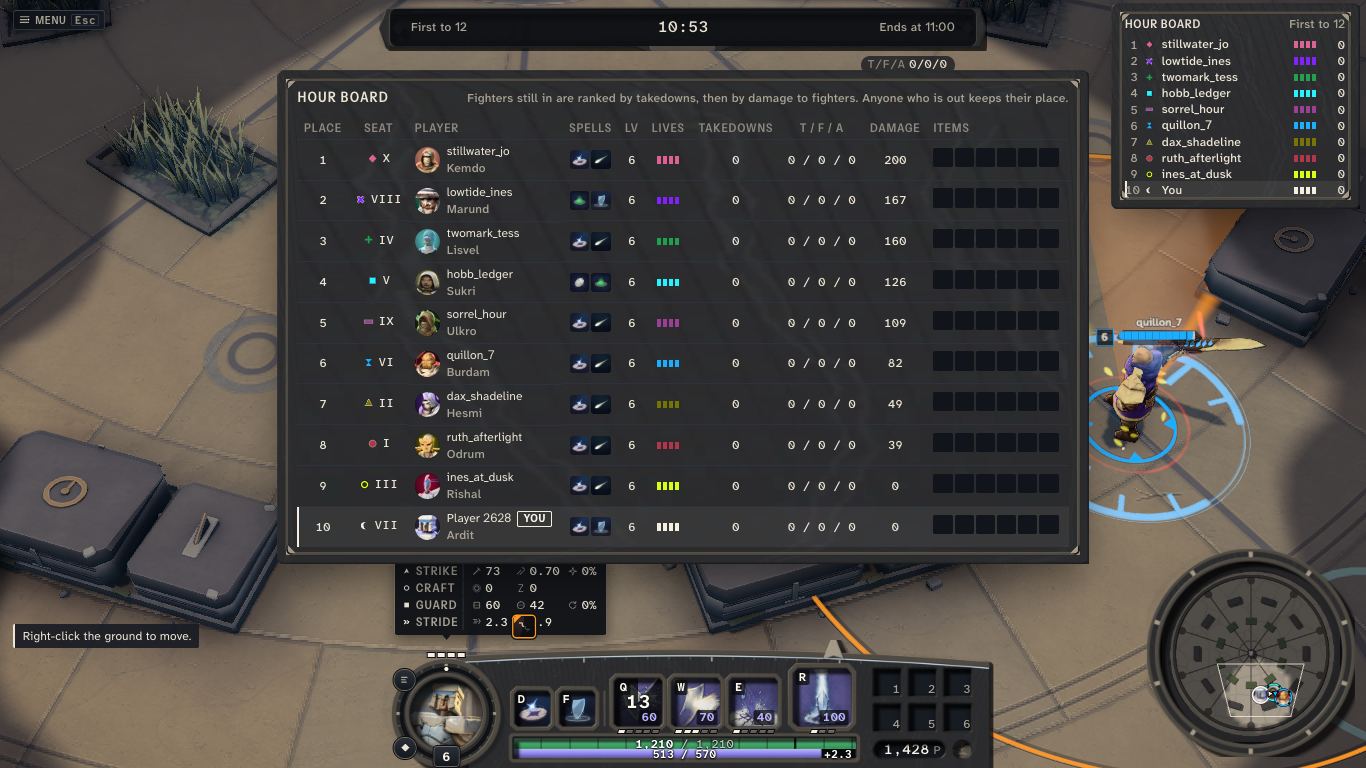 MENU Esc
First to 12
10:53
Ends at 11:00
T/F/A 0/0/0
HOUR BOARD
Fighters still in are ranked by takedowns, then by damage to fighters. Anyone who is out keeps their place.
PLACE SEAT PLAYER SPELLS LV LIVES TAKEDOWNS T / F / A DAMAGE ITEMS
1 X stillwater_jo 6 0 0 / 0 / 0 200
Kemdo
2 VIII lowtide_ines 6 0 0 / 0 / 0 167
Marund
3 IV twomark_tess 6 0 0 / 0 / 0 160
Lisvel
4 V hobb_ledger 6 0 0 / 0 / 0 126
Sukri
5 IX sorrel_hour 6 0 0 / 0 / 0 109
Ulkro
6 VI quillon_7 6 0 0 / 0 / 0 82
Burdam
7 II dax_shadeline 6 0 0 / 0 / 0 49
Hesmi
8 I ruth_afterlight 6 0 0 / 0 / 0 39
Odrum
9 III ines_at_dusk 6 0 0 / 0 / 0 0
Rishal
10 VII Player 2628 YOU 6 0 0 / 0 / 0 0
Ardit
HOUR BOARD First to 12
1 stillwater_jo 0
2 lowtide_ines 0
3 twomark_tess 0
4 hobb_ledger 0
5 sorrel_hour 0
6 quillon_7 0
7 dax_shadeline 0
8 ruth_afterlight 0
9 ines_at_dusk 0
10 You 0
quillon_7
6
STRIKE 73 0.70 0%
CRAFT 0 0
GUARD 60 42 0%
STRIDE 2.3 .9
Right-click the ground to move.
D F Q 13 60 W 70 E 40 R 100
1 2 3
4 5 6
1,210 / 1,210
513 / 570 +2.3
6
1,428 P